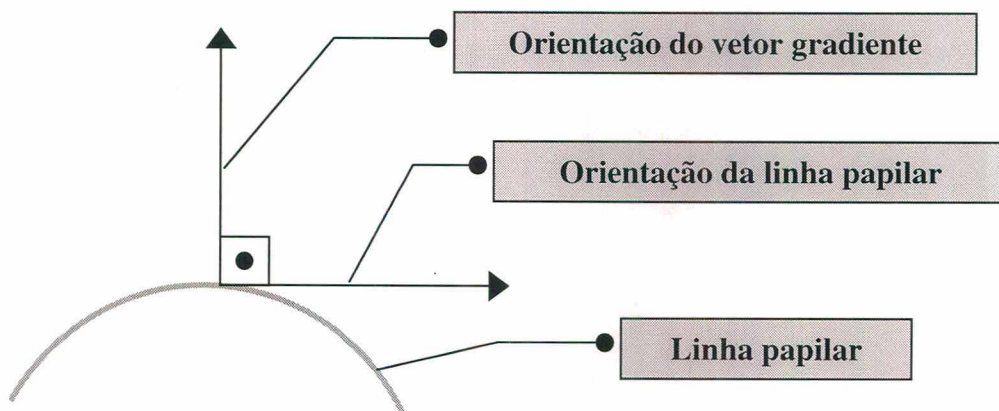 Orientação do vetor gradiente
Orientação da linha papilar
Linha papilar